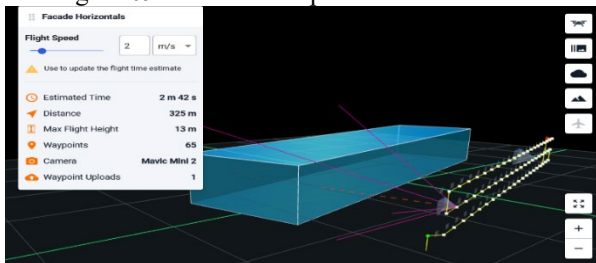 Facade Horizontals
Flight Speed
2 m/s
Use to update the flight time estimate
Estimated Time 2 m 42 s
Distance 325 m
Max Flight Height 13 m
Waypoints 65
Camera Mavic Mini 2
Waypoint Uploads 1
+
−